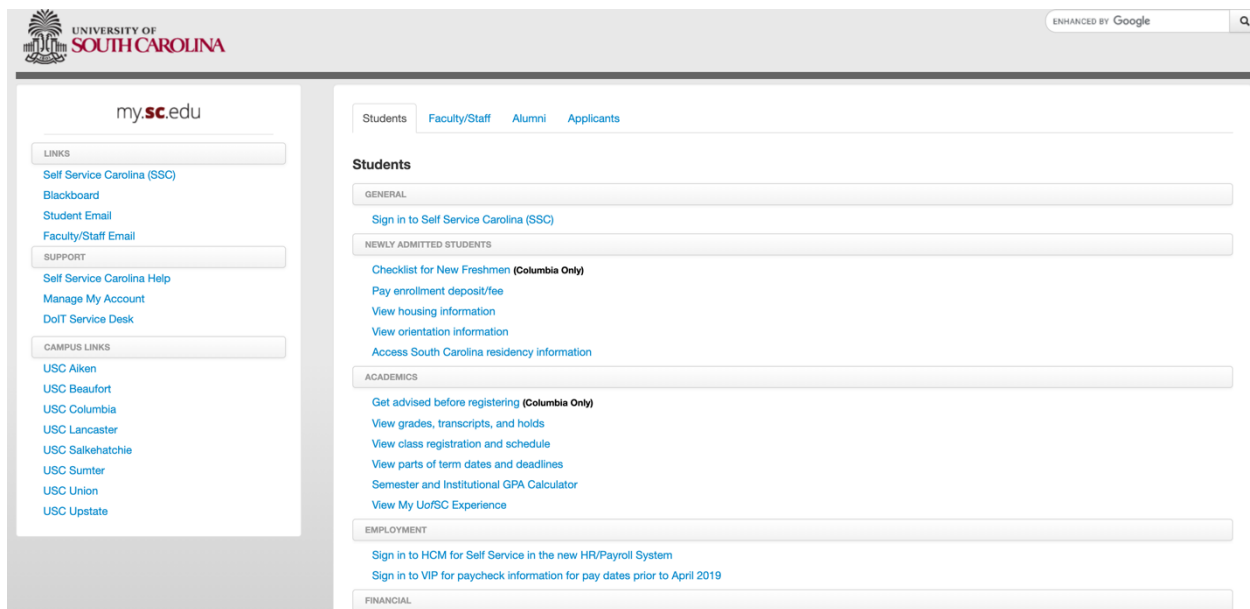 UNIVERSITY OF
SOUTH CAROLINA
ENHANCED BY Google
my.sc.edu
LINKS
Self Service Carolina (SSC)
Blackboard
Student Email
Faculty/Staff Email
SUPPORT
Self Service Carolina Help
Manage My Account
DoIT Service Desk
CAMPUS LINKS
USC Aiken
USC Beaufort
USC Columbia
USC Lancaster
USC Salkehatchie
USC Sumter
USC Union
USC Upstate
Students Faculty/Staff Alumni Applicants
Students
GENERAL
Sign in to Self Service Carolina (SSC)
NEWLY ADMITTED STUDENTS
Checklist for New Freshmen (Columbia Only)
Pay enrollment deposit/fee
View housing information
View orientation information
Access South Carolina residency information
ACADEMICS
Get advised before registering (Columbia Only)
View grades, transcripts, and holds
View class registration and schedule
View parts of term dates and deadlines
Semester and Institutional GPA Calculator
View My UofSC Experience
EMPLOYMENT
Sign in to HCM for Self Service in the new HR/Payroll System
Sign in to VIP for paycheck information for pay dates prior to April 2019
FINANCIAL